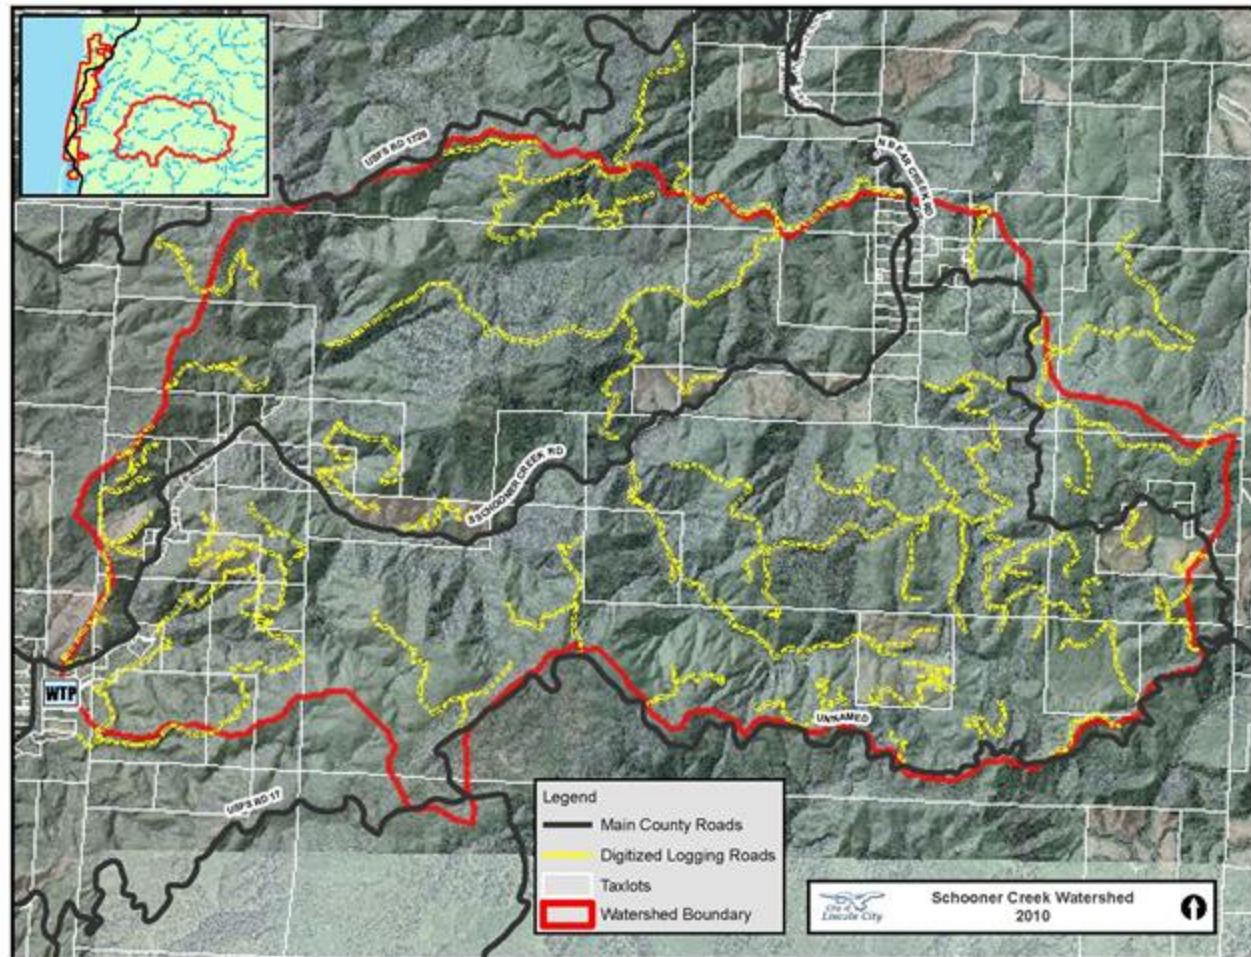 USFS RD 1726
N BEAR CREEK RD
S SCHOONER CREEK RD
WTP
UNNAMED
USFS RD 17
Legend
Main County Roads
Digitized Logging Roads
Taxlots
Watershed Boundary
City of
Lincoln City
Schooner Creek Watershed
2010